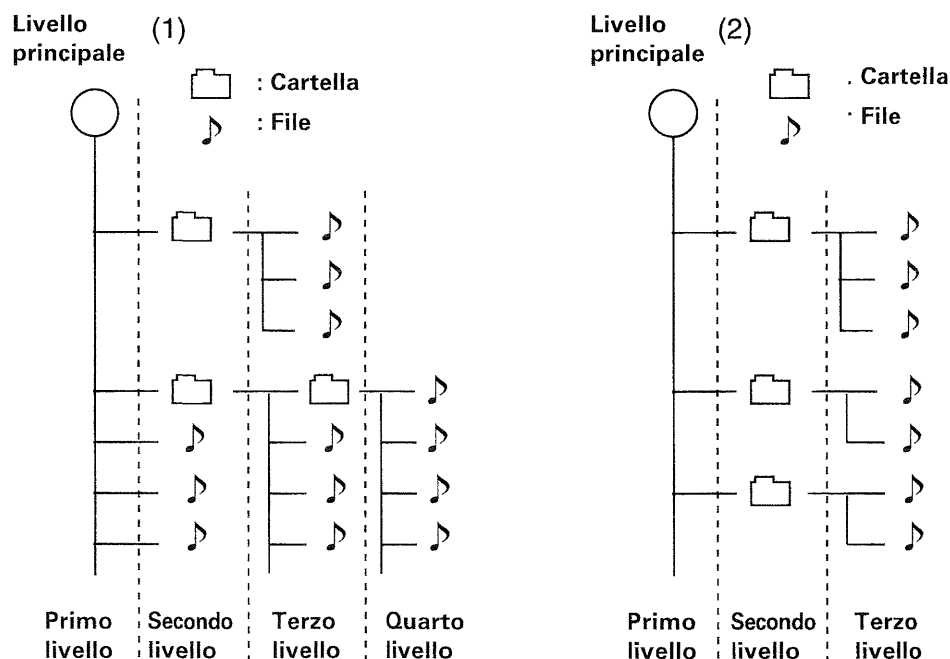 Livello
principale
(1)
: Cartella
: File
Primo
livello
Secondo
livello
Terzo
livello
Quarto
livello
Livello
principale
(2)
. Cartella
· File
Primo
livello
Secondo
livello
Terzo
livello